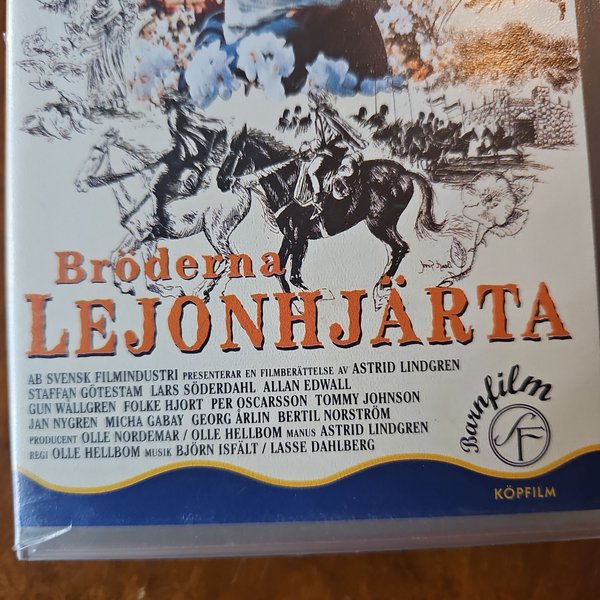 Bröderna
LEJONHJÄRTA
AB SVENSK FILMINDUSTRI PRESENTERAR EN FILMBERÄTTELSE AV ASTRID LINDGREN
STAFFAN GÖTESTAM LARS SÖDERDAHL ALLAN EDWALL
GUN WÅLLGREN FOLKE HJORT PER OSCARSSON TOMMY JOHNSON
JAN NYGREN MICHA GABAY GEORG ÅRLIN BERTIL NORSTRÖM
PRODUCENT OLLE NORDEMAR / OLLE HELLBOM MANUS ASTRID LINDGREN
REGI OLLE HELLBOM MUSIK BJÖRN ISFÄLT / LASSE DAHLBERG
Barnfilm
SF
KÖPFILM